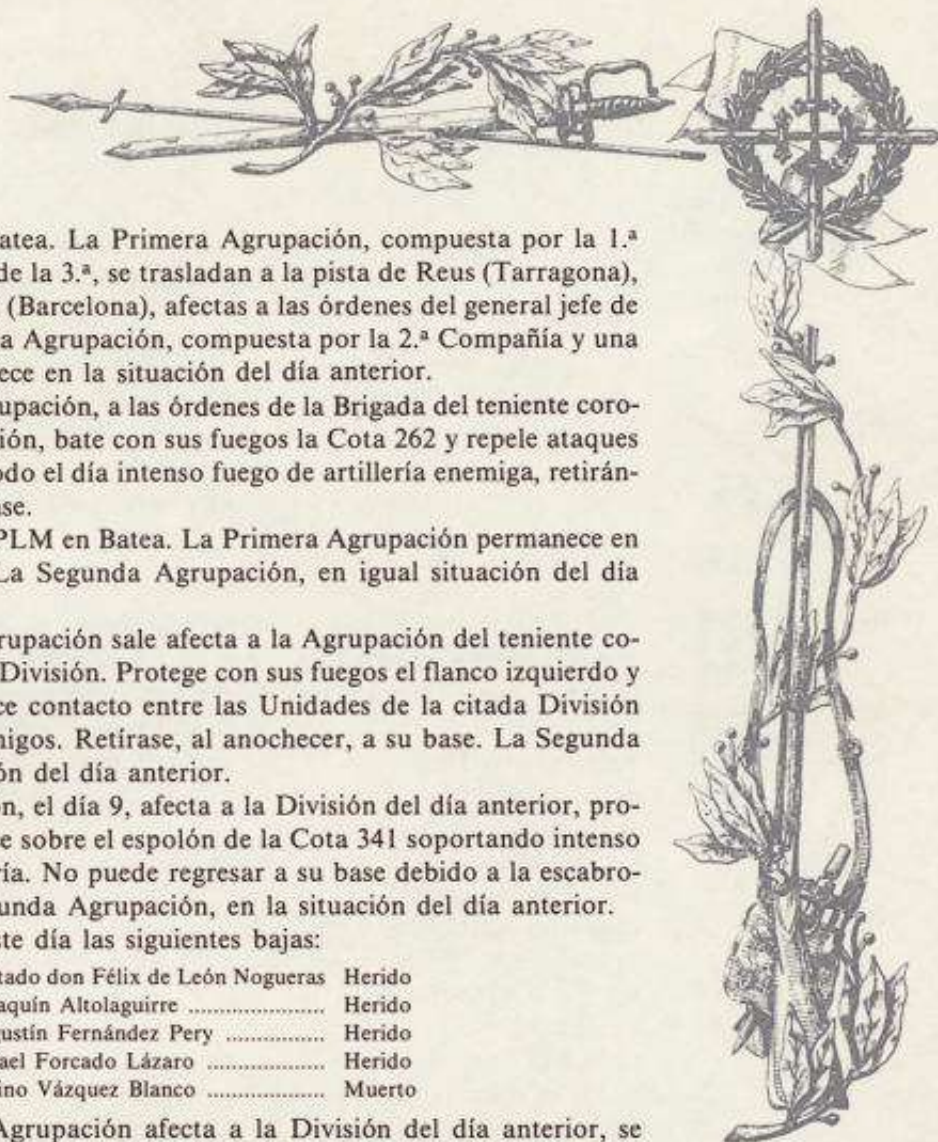 atea. La Primera Agrupación, compuesta por la 1.ª
de la 3.ª, se trasladan a la pista de Reus (Tarragona),
(Barcelona), afectas a las órdenes del general jefe de
a Agrupación, compuesta por la 2.ª Compañía y una
ece en la situación del día anterior.
upación, a las órdenes de la Brigada del teniente coro-
ión, bate con sus fuegos la Cota 262 y repele ataques
odo el día intenso fuego de artillería enemiga, retirán-
ase.
PLM en Batea. La Primera Agrupación permanece en
La Segunda Agrupación, en igual situación del día
rupación sale afecta a la Agrupación del teniente co-
División. Protege con sus fuegos el flanco izquierdo y
ce contacto entre las Unidades de la citada División
nigos. Retírase, al anochecer, a su base. La Segunda
ón del día anterior.
ón, el día 9, afecta a la División del día anterior, pro-
e sobre el espolón de la Cota 341 soportando intenso
ría. No puede regresar a su base debido a la escabro-
unda Agrupación, en la situación del día anterior.
ste día las siguientes bajas:
tado don Félix de León Nogueras Herido
aquín Altolaguirre ..................... Herido
gustín Fernández Pery ................ Herido
ael Forcado Lázaro ................... Herido
ino Vázquez Blanco ................... Muerto
Agrupación afecta a la División del día anterior, se